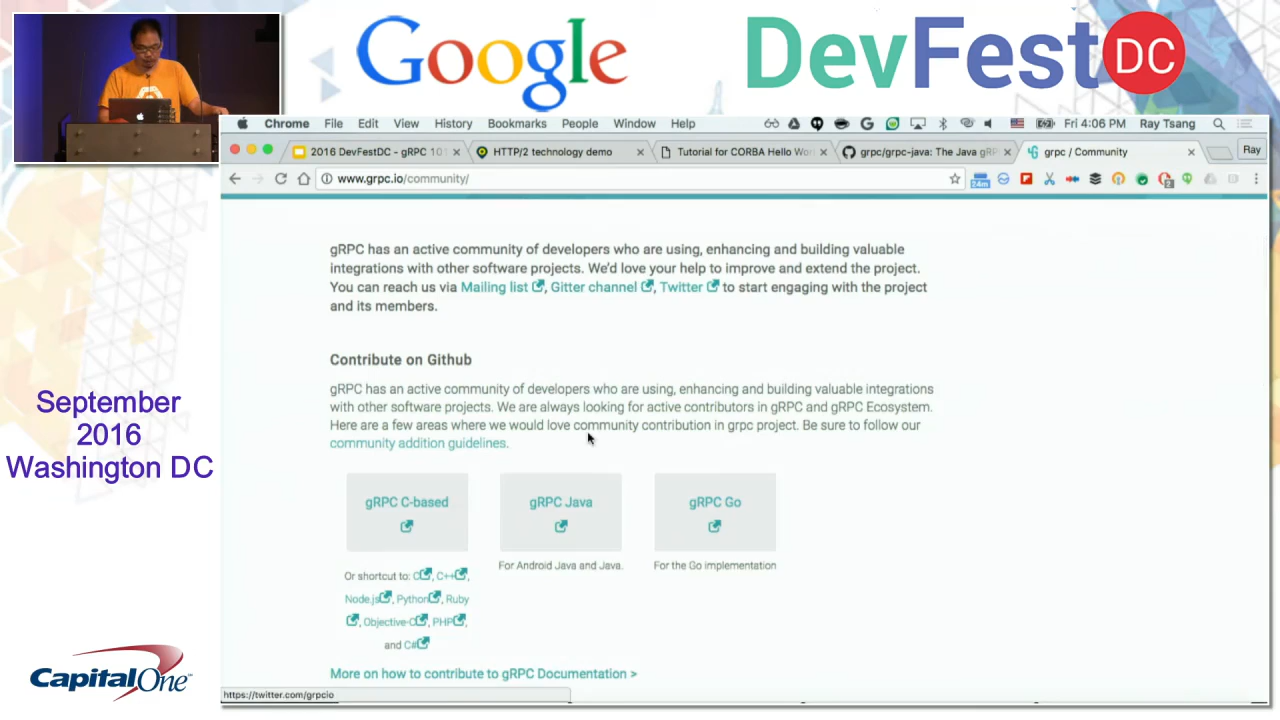 Google DevFest DC
Chrome File Edit View History Bookmarks People Window Help Fri 4:06 PM Ray Tsang
2016 DevFestDC - gRPC 101 HTTP/2 technology demo Tutorial for CORBA Hello Wor grpc/grpc-java: The Java gRP grpc / Community Ray
www.grpc.io/community/
24m
2
gRPC has an active community of developers who are using, enhancing and building valuable
integrations with other software projects. We'd love your help to improve and extend the project.
You can reach us via Mailing list, Gitter channel, Twitter to start engaging with the project
and its members.
Contribute on Github
gRPC has an active community of developers who are using, enhancing and building valuable integrations
with other software projects. We are always looking for active contributors in gRPC and gRPC Ecosystem.
Here are a few areas where we would love community contribution in grpc project. Be sure to follow our
community addition guidelines.
gRPC C-based
gRPC Java
gRPC Go
Or shortcut to: C, C++,
Node.js, Python, Ruby
, Objective-C, PHP,
and C#
For Android Java and Java.
For the Go implementation
More on how to contribute to gRPC Documentation >
https://twitter.com/grpcio
September
2016
Washington DC
CapitalOne